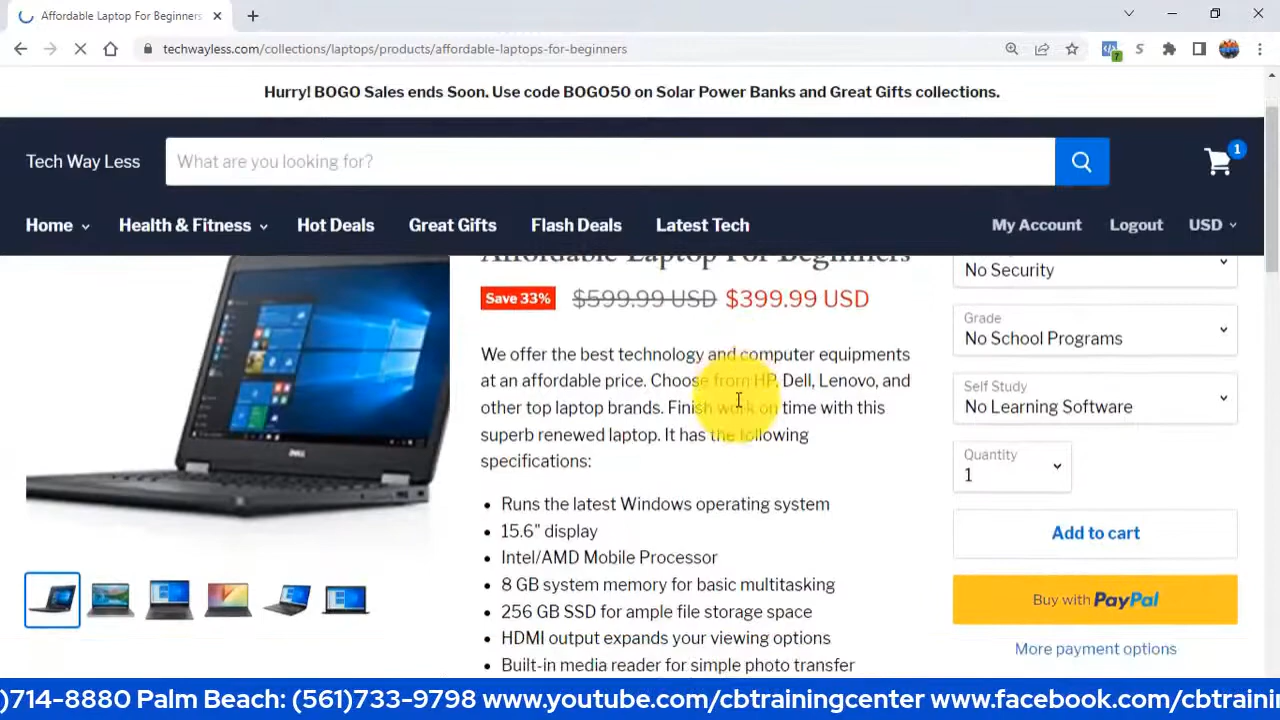 Affordable Laptop For Beginners
techwayless.com/collections/laptops/products/affordable-laptops-for-beginners
7
Hurry! BOGO Sales ends Soon. Use code BOGO50 on Solar Power Banks and Great Gifts collections.
Tech Way Less
What are you looking for?
1
Home
Health & Fitness
Hot Deals
Great Gifts
Flash Deals
Latest Tech
My Account
Logout
USD
Affordable Laptop For Beginners
Save 33% $599.99 USD $399.99 USD
We offer the best technology and computer equipments
at an affordable price. Choose from HP, Dell, Lenovo, and
other top laptop brands. Finish work on time with this
superb renewed laptop. It has the following
specifications:
• Runs the latest Windows operating system
• 15.6" display
• Intel/AMD Mobile Processor
• 8 GB system memory for basic multitasking
• 256 GB SSD for ample file storage space
• HDMI output expands your viewing options
• Built-in media reader for simple photo transfer
No Security
Grade
No School Programs
Self Study
No Learning Software
Quantity
1
Add to cart
Buy with PayPal
More payment options
DELL
)714-8880 Palm Beach: (561)733-9798 www.youtube.com/cbtrainingcenter www.facebook.com/cbtraini